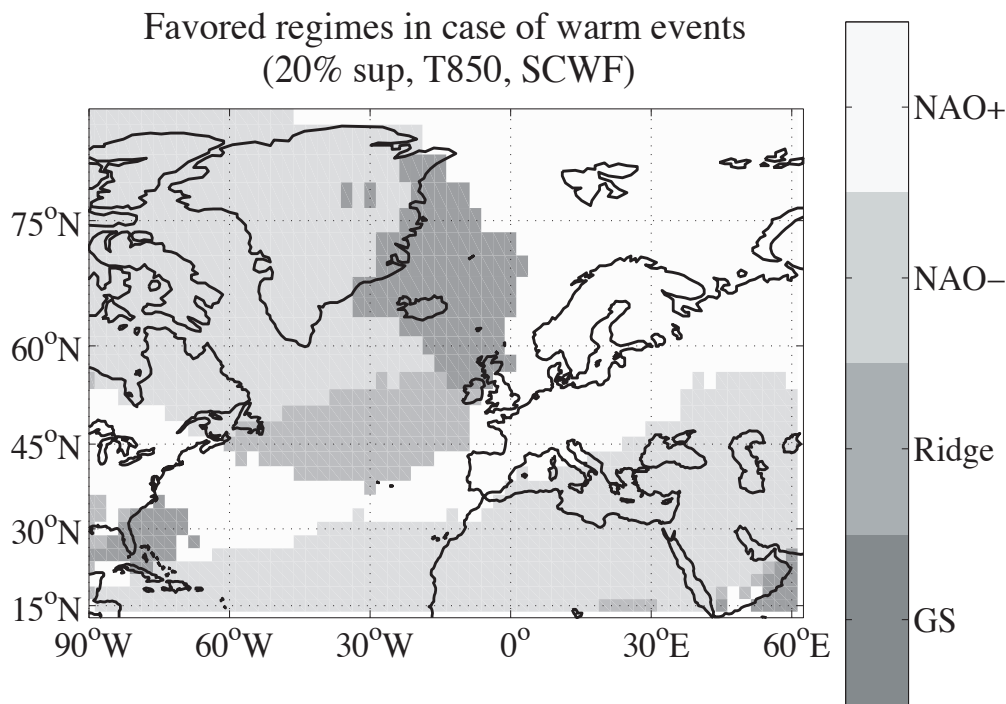 Favored regimes in case of warm events
(20% sup, T850, SCWF)
NAO+
NAO−
Ridge
GS
75°N
60°N
45°N
30°N
15°N
90°W 60°W 30°W 0° 30°E 60°E